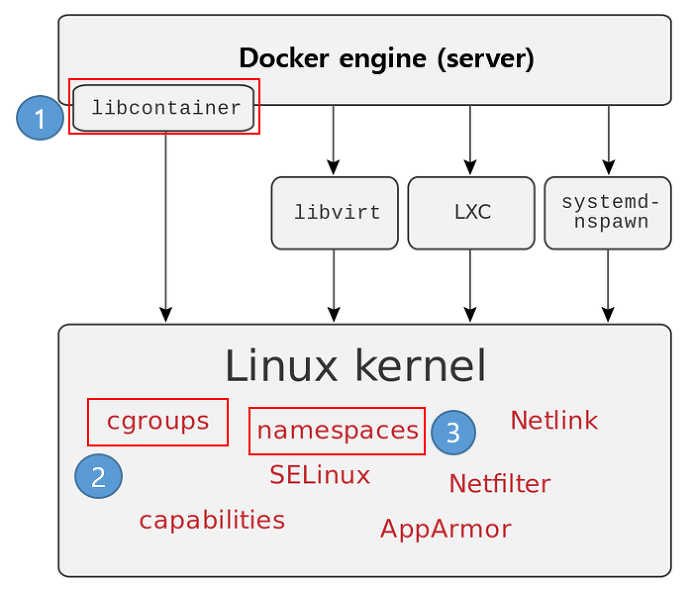 Docker engine (server)
libcontainer
1
libvirt
LXC
systemd-
nspawn
Linux kernel
cgroups
namespaces
3
Netlink
SELinux
2
Netfilter
capabilities
AppArmor